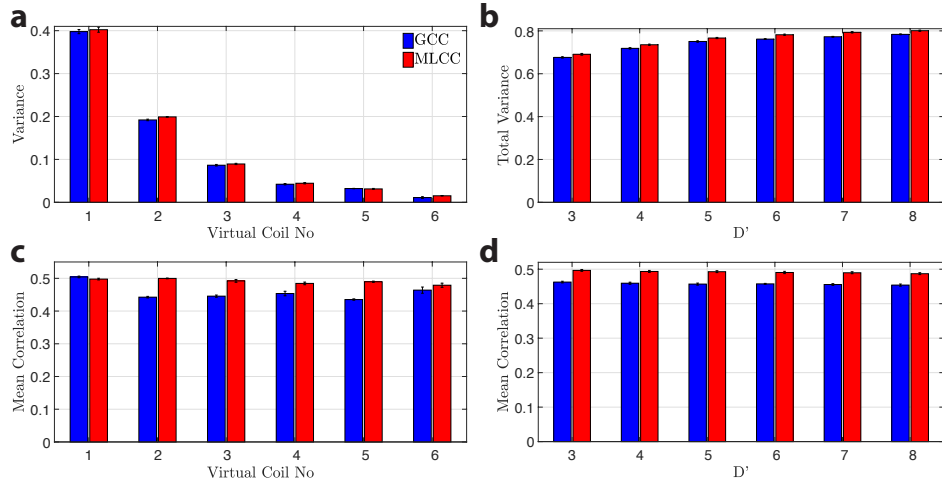 a
0.4
0.3
0.2
0.1
0
Variance
GCC
MLCC
1 2 3 4 5 6
Virtual Coil No
b
0.8
0.6
0.4
0.2
0
Total Variance
3 4 5 6 7 8
D'
c
0.5
0.4
0.3
0.2
0.1
0
Mean Correlation
1 2 3 4 5 6
Virtual Coil No
d
0.5
0.4
0.3
0.2
0.1
0
Mean Correlation
3 4 5 6 7 8
D'